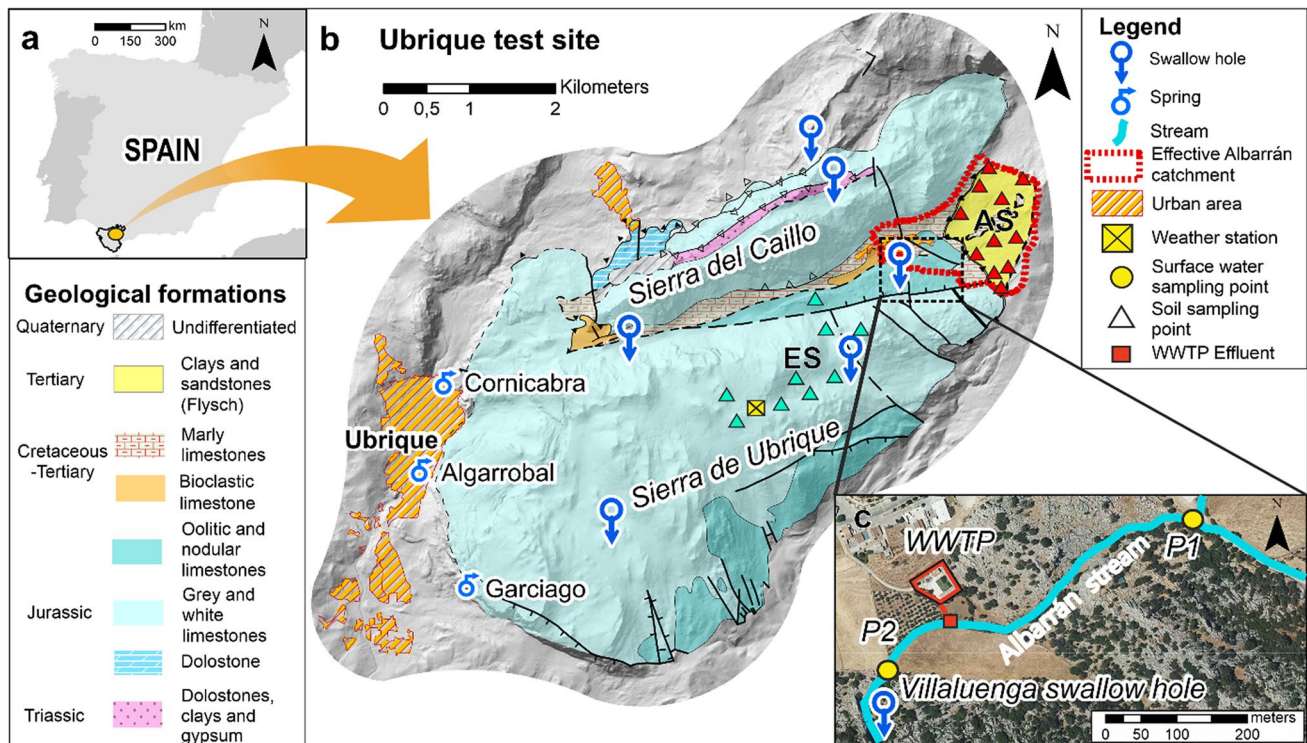 a
km
0 150 300
N
SPAIN
Geological formations
Quaternary
Undifferentiated
Tertiary
Clays and
sandstones
(Flysch)
Cretaceous
-Tertiary
Marly
limestones
Bioclastic
limestone
Jurassic
Oolitic and
nodular
limestones
Grey and
white
limestones
Dolostone
Triassic
Dolostones,
clays and
gypsum
b Ubrique test site
Kilometers
0 0,5 1 2
N
Sierra del Caillo
AS
ES
Cornicabra
Ubrique
Algarrobal
Sierra de Ubrique
Garciago
Legend
Swallow hole
Spring
Stream
Effective Albarrán
catchment
Urban area
Weather station
Surface water
sampling point
Soil sampling
point
WWTP Effluent
c
N
WWTP
P1
Albarrán stream
P2
Villaluenga swallow hole
meters
0 50 100 200